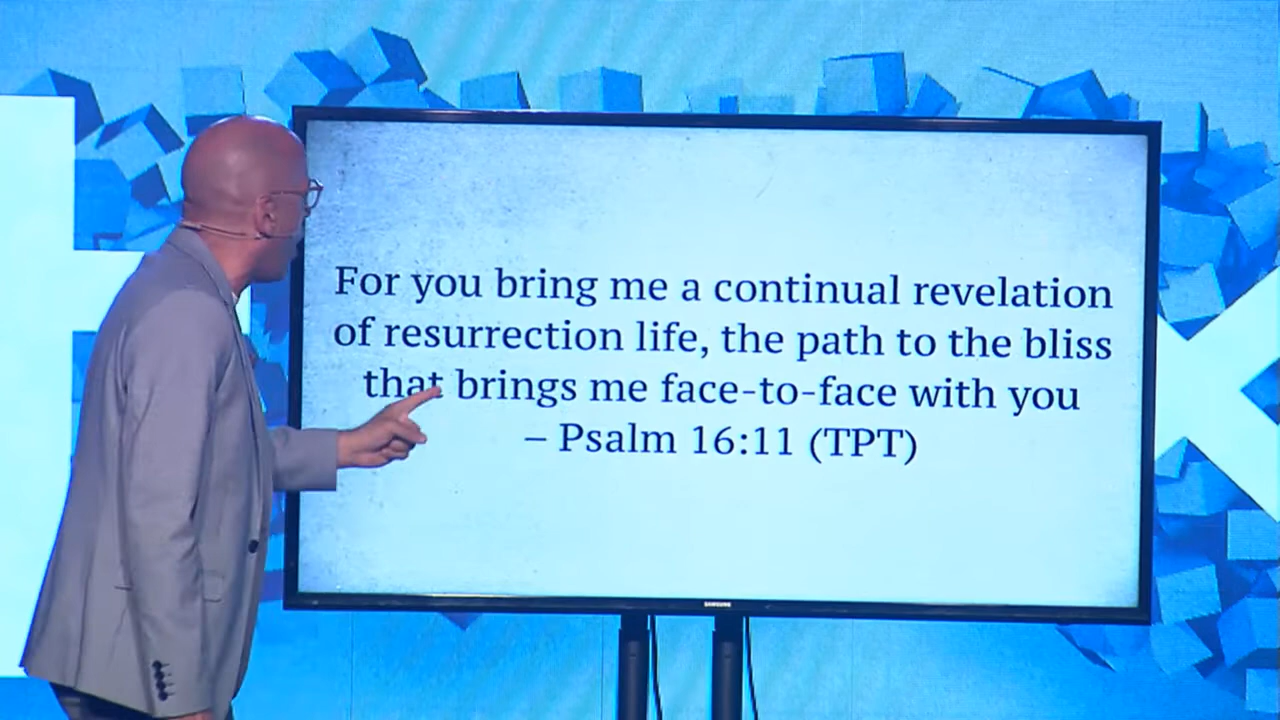 For you bring me a continual revelation
of resurrection life, the path to the bliss
that brings me face-to-face with you
– Psalm 16:11 (TPT)
SAMSUNG